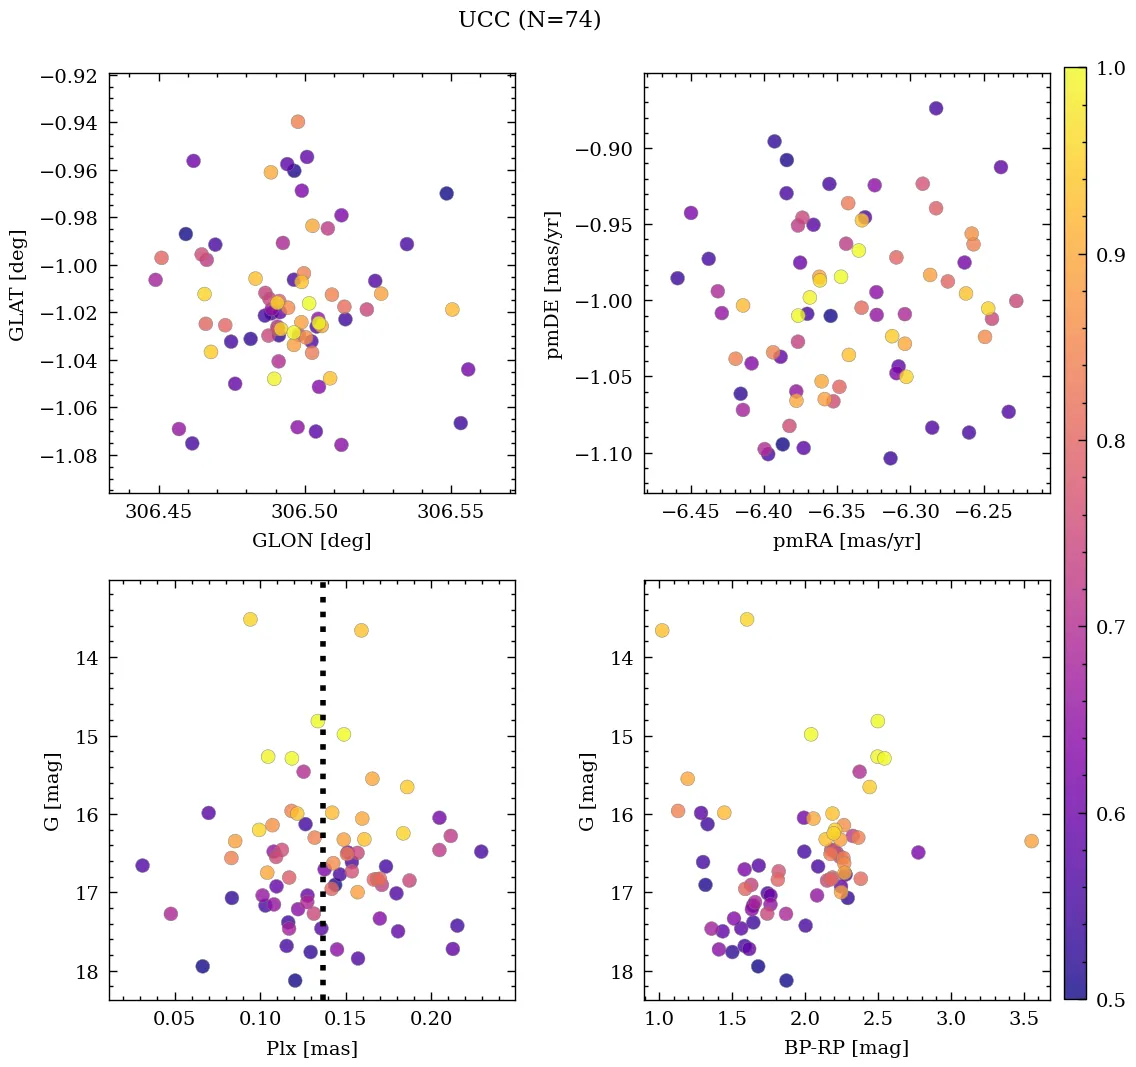 UCC (N=74)
−0.92
−0.94
−0.96
−0.98
−1.00
−1.02
−1.04
−1.06
−1.08
GLAT [deg]
306.45 306.50 306.55
GLON [deg]
−0.90
−0.95
−1.00
−1.05
−1.10
pmDE [mas/yr]
−6.45 −6.40 −6.35 −6.30 −6.25
pmRA [mas/yr]
14
15
16
17
18
G [mag]
0.05 0.10 0.15 0.20
Plx [mas]
14
15
16
17
18
G [mag]
1.0 1.5 2.0 2.5 3.0 3.5
BP-RP [mag]
1.0
0.9
0.8
0.7
0.6
0.5